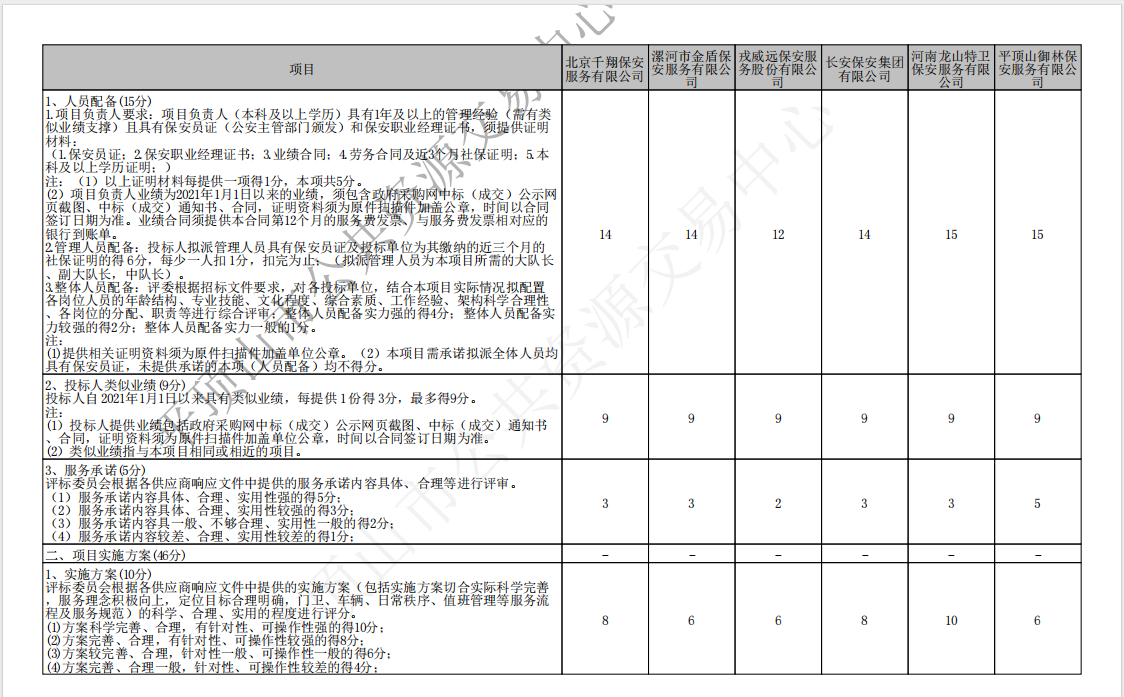 项目
北京千翔保安服务有限公司
漯河市金盾保安服务有限公司
戎威远保安服务股份有限公司
长安保安集团有限公司
河南龙山特卫保安服务有限公司
平顶山御林保安服务有限公司
1、人员配备(15分)
1.项目负责人要求：项目负责人（本科及以上学历）具有1年及以上的管理经验（需有类
似业绩支撑）且具有保安员证（公安主管部门颁发）和保安职业经理证书，须提供证明
材料：
（1.保安员证；2.保安职业经理证书；3.业绩合同；4.劳务合同及近3个月社保证明；5.本
科及以上学历证明；）
注：（1）以上证明材料每提供一项得1分，本项共5分。
(2）项目负责人业绩为2021年1月1日以来的业绩，须包含政府采购网中标（成交）公示网
页截图、中标（成交）通知书、合同，证明资料须为原件扫描件加盖公章，时间以合同
签订日期为准。业绩合同须提供本合同第12个月的服务费发票、与服务费发票相对应的
银行到账单。
2.管理人员配备：投标人拟派管理人员具有保安员证及投标单位为其缴纳的近三个月的
社保证明的得 6分，每少一人扣 1分，扣完为止；（拟派管理人员为本项目所需的大队长
、副大队长，中队长）。
3.整体人员配备：评委根据招标文件要求，对各投标单位，结合本项目实际情况拟配置
各岗位人员的年龄结构、专业技能、文化程度、综合素质、工作经验、架构科学合理性
、各岗位的分配、职责等进行综合评审；整体人员配备实力强的得4分；整体人员配备实
力较强的得2分；整体人员配备实力一般的1分。
注：
(1)提供相关证明资料须为原件扫描件加盖单位公章。（2）本项目需承诺拟派全体人员均
具有保安员证，未提供承诺的本项（人员配备）均不得分。
14 14 12 14 15 15
2、投标人类似业绩(9分)
投标人自 2021年1月1日以来具有类似业绩，每提供 1份得 3分，最多得9分。
注：
(1）投标人提供业绩包括政府采购网中标（成交）公示网页截图、中标（成交）通知书
、合同，证明资料须为原件扫描件加盖单位公章，时间以合同签订日期为准。
(2）类似业绩指与本项目相同或相近的项目。
9 9 9 9 9 9
3、服务承诺(5分)
评标委员会根据各供应商响应文件中提供的服务承诺内容具体、合理等进行评审。
（1）服务承诺内容具体、合理、实用性强的得5分；
（2）服务承诺内容具体、合理、实用性较强的得3分；
（3）服务承诺内容具一般、不够合理、实用性一般的得2分；
（4）服务承诺内容较差、合理、实用性较差的得1分；
3 3 2 3 3 5
二、项目实施方案(46分)
– – – – – –
1、实施方案(10分)
评标委员会根据各供应商响应文件中提供的实施方案（包括实施方案切合实际科学完善
，服务理念积极向上，定位目标合理明确，门卫、车辆、日常秩序、值班管理等服务流
程及服务规范）的科学、合理、实用的程度进行评分。
(1)方案科学完善、合理，有针对性、可操作性强的得10分；
(2)方案完善、合理，有针对性、可操作性较强的得8分；
(3)方案较完善、合理，针对性一般、可操作性一般的得6分；
(4)方案完善、合理一般，针对性、可操作性较差的得4分；
8 6 6 8 10 6
平顶山市公共资源交易中心
顶山市公共资源交易中心